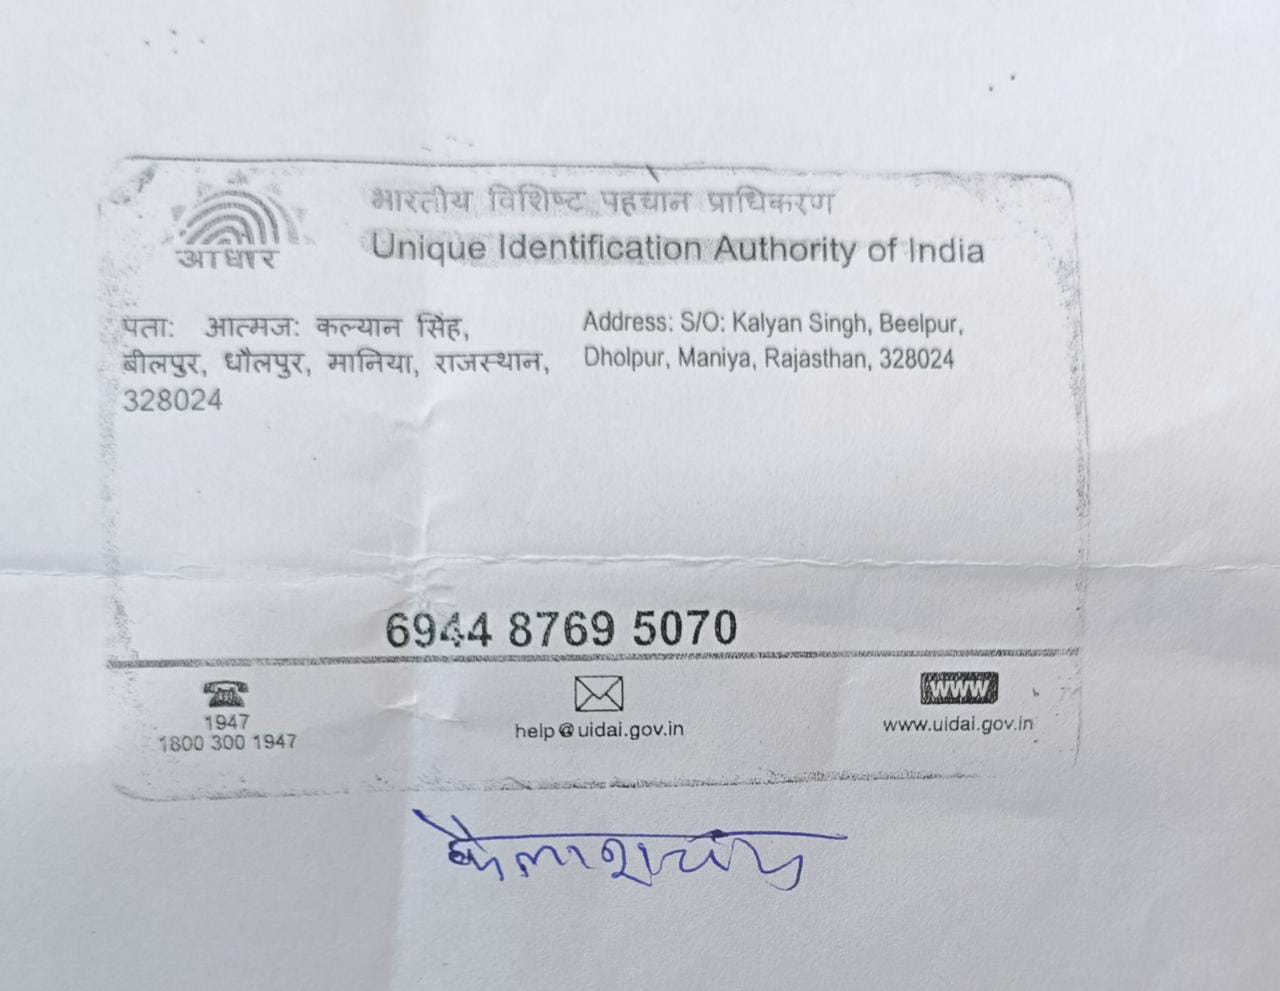 भारतीय विशिष्ट पहचान प्राधिकरण
Unique Identification Authority of India
आधार
पता: आत्मज: कल्यान सिंह,
बीलपुर, धौलपुर, मानिया, राजस्थान,
328024
Address: S/O: Kalyan Singh, Beelpur,
Dholpur, Maniya, Rajasthan, 328024
6944 8769 5070
1947
1800 300 1947
help@uidai.gov.in
WWW
www.uidai.gov.in